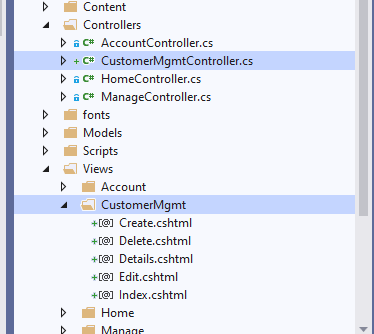 Content
Controllers
C# AccountController.cs
+ C# CustomerMgmtController.cs
C# HomeController.cs
C# ManageController.cs
fonts
Models
Scripts
Views
Account
CustomerMgmt
+[@] Create.cshtml
+[@] Delete.cshtml
+[@] Details.cshtml
+[@] Edit.cshtml
+[@] Index.cshtml
Home
Manage